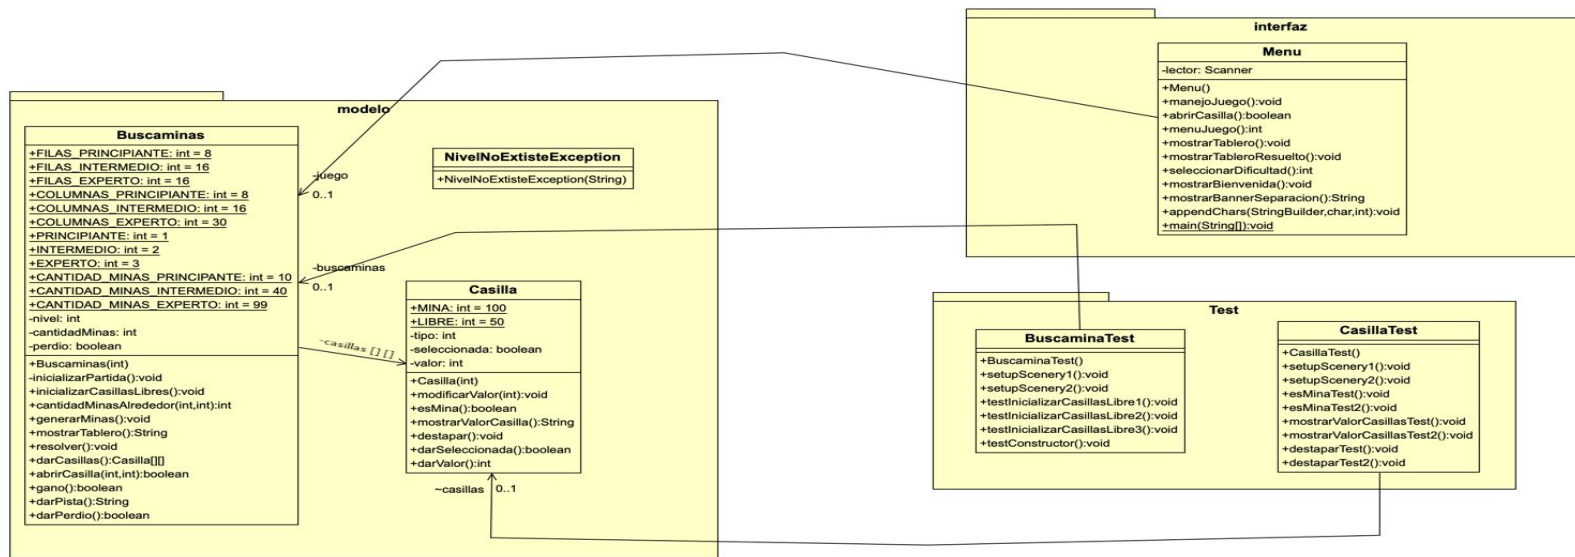 modelo
Buscaminas
+FILAS_PRINCIPIANTE: int = 8
+FILAS_INTERMEDIO: int = 16
+FILAS_EXPERTO: int = 16
+COLUMNAS_PRINCIPIANTE: int = 8
+COLUMNAS_INTERMEDIO: int = 16
+COLUMNAS_EXPERTO: int = 30
+PRINCIPIANTE: int = 1
+INTERMEDIO: int = 2
+EXPERTO: int = 3
+CANTIDAD_MINAS_PRINCIPANTE: int = 10
+CANTIDAD_MINAS_INTERMEDIO: int = 40
+CANTIDAD_MINAS_EXPERTO: int = 99
-nivel: int
-cantidadMinas: int
-perdio: boolean
+Buscaminas(int)
-inicializarPartida():void
+inicializarCasillasLibres():void
+cantidadMinasAlrededor(int,int):int
+generarMinas():void
+mostrarTablero():String
+resolver():void
+darCasillas():Casilla[][]
+abrirCasilla(int,int):boolean
+gano():boolean
+darPista():String
+darPerdio():boolean
-juego
0..1
-buscaminas
0..1
~casillas [] []
NivelNoExtisteException
+NivelNoExtisteException(String)
Casilla
+MINA: int = 100
+LIBRE: int = 50
-tipo: int
-seleccionada: boolean
-valor: int
+Casilla(int)
+modificarValor(int):void
+esMina():boolean
+mostrarValorCasilla():String
+destapar():void
+darSeleccionada():boolean
+darValor():int
~casillas 0..1
interfaz
Menu
-lector: Scanner
+Menu()
+manejoJuego():void
+abrirCasilla():boolean
+menuJuego():int
+mostrarTablero():void
+mostrarTableroResuelto():void
+seleccionarDificultad():int
+mostrarBienvenida():void
+mostrarBannerSeparacion():String
+appendChars(StringBuilder,char,int):void
+main(String[]):void
Test
BuscaminaTest
+BuscaminaTest()
+setupScenery1():void
+setupScenery2():void
+testInicializarCasillasLibre1():void
+testInicializarCasillasLibre2():void
+testInicializarCasillasLibre3():void
+testConstructor():void
CasillaTest
+CasillaTest()
+setupScenery1():void
+setupScenery2():void
+esMinaTest():void
+esMinaTest2():void
+mostrarValorCasillasTest():void
+mostrarValorCasillasTest2():void
+destaparTest():void
+destaparTest2():void